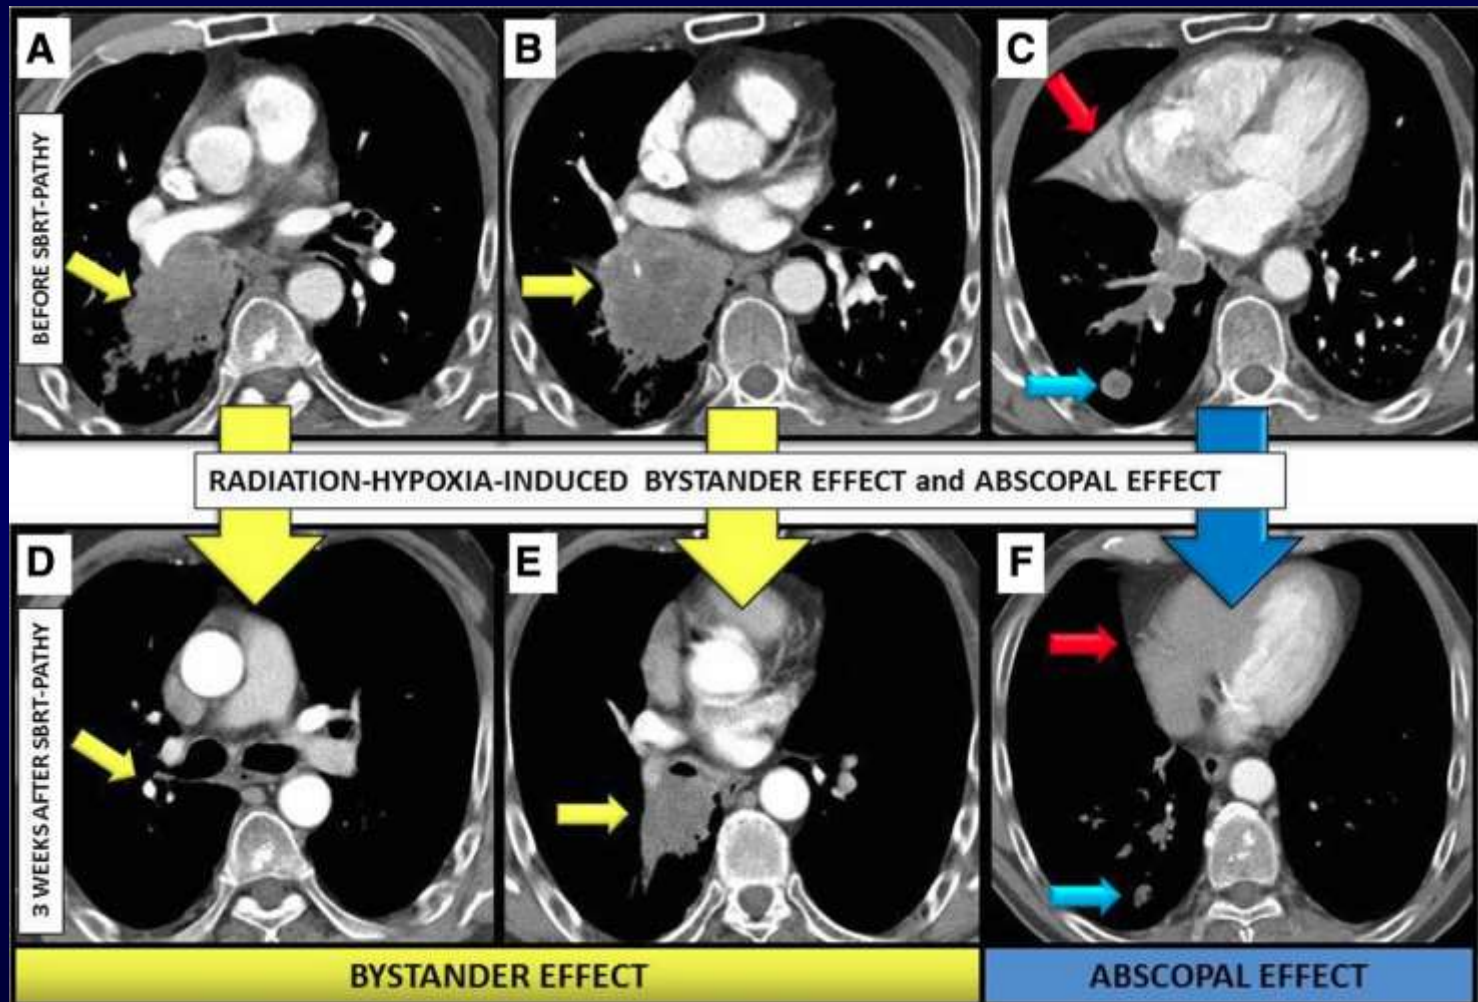 A
B
C
BEFORE SBRT-PATHY
RADIATION-HYPOXIA-INDUCED BYSTANDER EFFECT and ABSCOPAL EFFECT
D
E
F
3 WEEKS AFTER SBRT-PATHY
BYSTANDER EFFECT
ABSCOPAL EFFECT